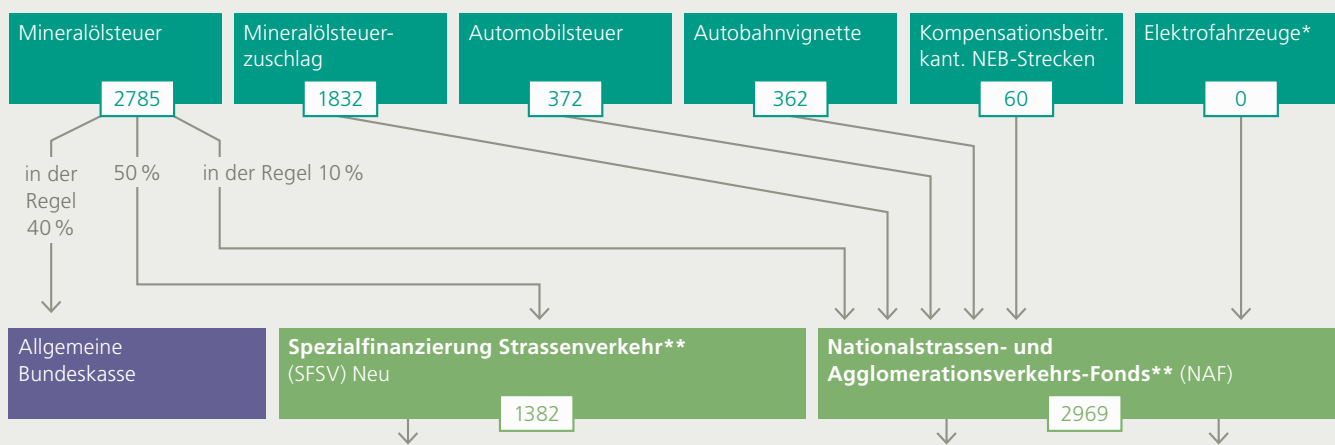 Mineralölsteuer
2785
Mineralölsteuer-
zuschlag
1832
Automobilsteuer
372
Autobahnvignette
362
Kompensationsbeitr.
kant. NEB-Strecken
60
Elektrofahrzeuge*
0
in der
Regel
40 %
50 %
in der Regel 10 %
Allgemeine
Bundeskasse
Spezialfinanzierung Strassenverkehr**
(SFSV) Neu
1382
Nationalstrassen- und
Agglomerationsverkehrs-Fonds** (NAF)
2969